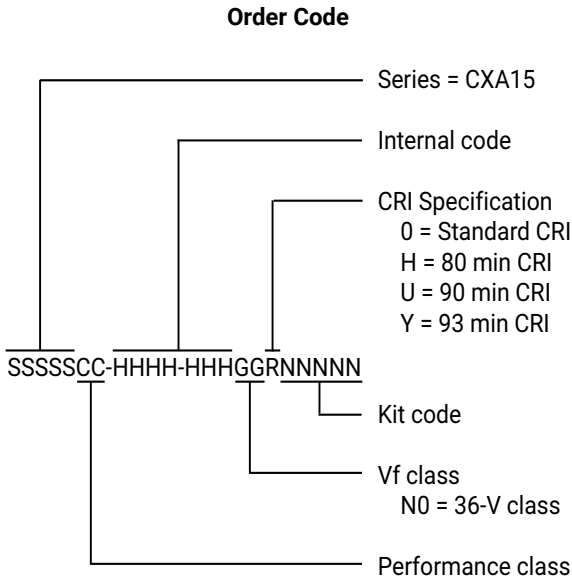 Order Code
Series = CXA15
Internal code
CRI Specification
0 = Standard CRI
H = 80 min CRI
U = 90 min CRI
Y = 93 min CRI
SSSSSCC-HHHH-HHHGGRNNNNN
Kit code
Vf class
N0 = 36-V class
Performance class